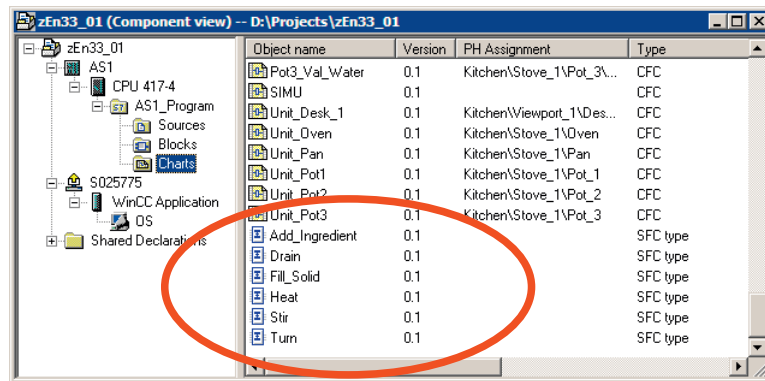 zEn33_01 (Component view) -- D:\Projects\zEn33_01
zEn33_01
AS1
CPU 417-4
AS1_Program
Sources
Blocks
Charts
S025775
WinCC Application
OS
Shared Declarations
Object name Version PH Assignment Type
Pot3_Val_Water 0.1 Kitchen\Stove_1\Pot_3\... CFC
SIMU 0.1 CFC
Unit_Desk_1 0.1 Kitchen\Viewport_1\Des... CFC
Unit_Oven 0.1 Kitchen\Stove_1\Oven CFC
Unit_Pan 0.1 Kitchen\Stove_1\Pan CFC
Unit_Pot1 0.1 Kitchen\Stove_1\Pot_1 CFC
Unit_Pot2 0.1 Kitchen\Stove_1\Pot_2 CFC
Unit_Pot3 0.1 Kitchen\Stove_1\Pot_3 CFC
Add_Ingredient 0.1 SFC type
Drain 0.1 SFC type
Fill_Solid 0.1 SFC type
Heat 0.1 SFC type
Stir 0.1 SFC type
Turn 0.1 SFC type